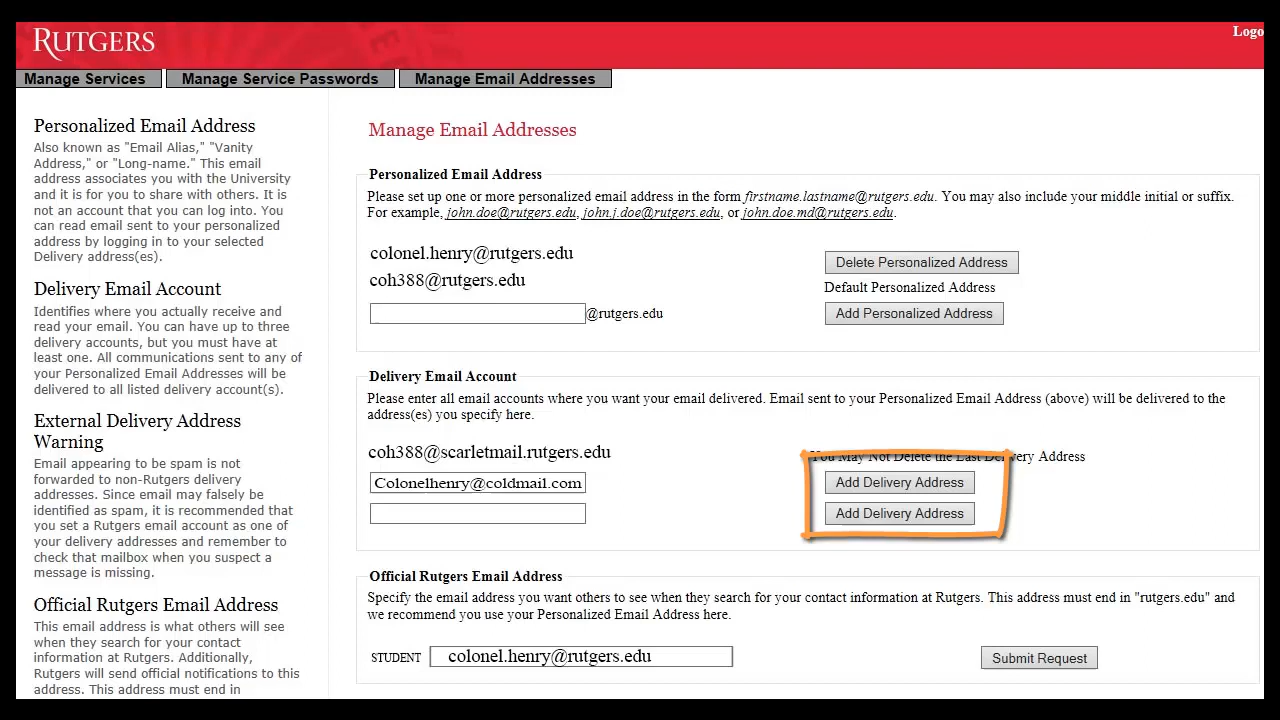 RUTGERS
Logo
Manage Services
Manage Service Passwords
Manage Email Addresses
Personalized Email Address
Also known as "Email Alias," "Vanity
Address," or "Long-name." This email
address associates you with the University
and it is for you to share with others. It is
not an account that you can log into. You
can read email sent to your personalized
address by logging in to your selected
Delivery address(es).
Delivery Email Account
Identifies where you actually receive and
read your email. You can have up to three
delivery accounts, but you must have at
least one. All communications sent to any of
your Personalized Email Addresses will be
delivered to all listed delivery account(s).
External Delivery Address
Warning
Email appearing to be spam is not
forwarded to non-Rutgers delivery
addresses. Since email may falsely be
identified as spam, it is recommended that
you set a Rutgers email account as one of
your delivery addresses and remember to
check that mailbox when you suspect a
message is missing.
Official Rutgers Email Address
This email address is what others will see
when they search for your contact
information at Rutgers. Additionally,
Rutgers will send official notifications to this
address. This address must end in
Manage Email Addresses
Personalized Email Address
Please set up one or more personalized email address in the form firstname.lastname@rutgers.edu. You may also include your middle initial or suffix.
For example, john.doe@rutgers.edu, john.j.doe@rutgers.edu, or john.doe.md@rutgers.edu.
colonel.henry@rutgers.edu
Delete Personalized Address
coh388@rutgers.edu
Default Personalized Address
@rutgers.edu
Add Personalized Address
Delivery Email Account
Please enter all email accounts where you want your email delivered. Email sent to your Personalized Email Address (above) will be delivered to the
address(es) you specify here.
coh388@scarletmail.rutgers.edu
You May Not Delete the Last Delivery Address
Colonelhenry@coldmail.com
Add Delivery Address
Add Delivery Address
Official Rutgers Email Address
Specify the email address you want others to see when they search for your contact information at Rutgers. This address must end in "rutgers.edu" and
we recommend you use your Personalized Email Address here.
STUDENT
colonel.henry@rutgers.edu
Submit Request